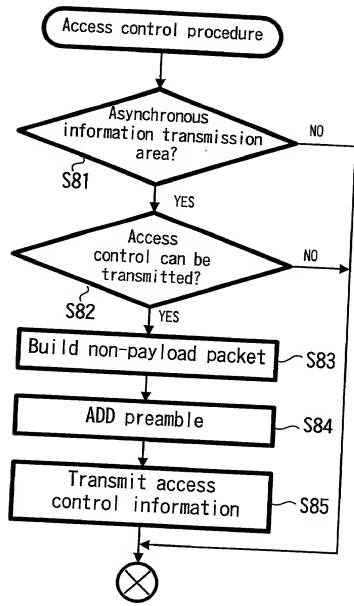 Access control procedure
Asynchronous
information transmission
area?
NO
S81
YES
Access
control can be
transmitted?
NO
S82
YES
Build non-payload packet
S83
ADD preamble
S84
Transmit access
control information
S85